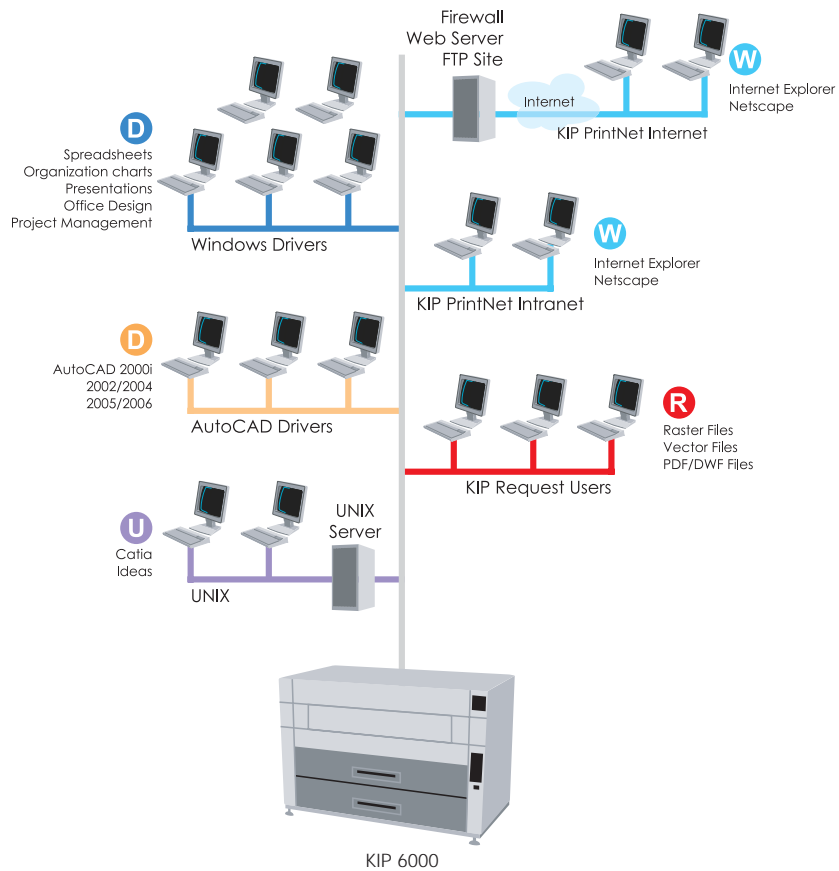 Firewall
Web Server
FTP Site
Internet
W
Internet Explorer
Netscape
KIP PrintNet Internet
D
Spreadsheets
Organization charts
Presentations
Office Design
Project Management
Windows Drivers
W
Internet Explorer
Netscape
KIP PrintNet Intranet
D
AutoCAD 2000i
2002/2004
2005/2006
AutoCAD Drivers
R
Raster Files
Vector Files
PDF/DWF Files
KIP Request Users
U
Catia
Ideas
UNIX
Server
UNIX
KIP 6000